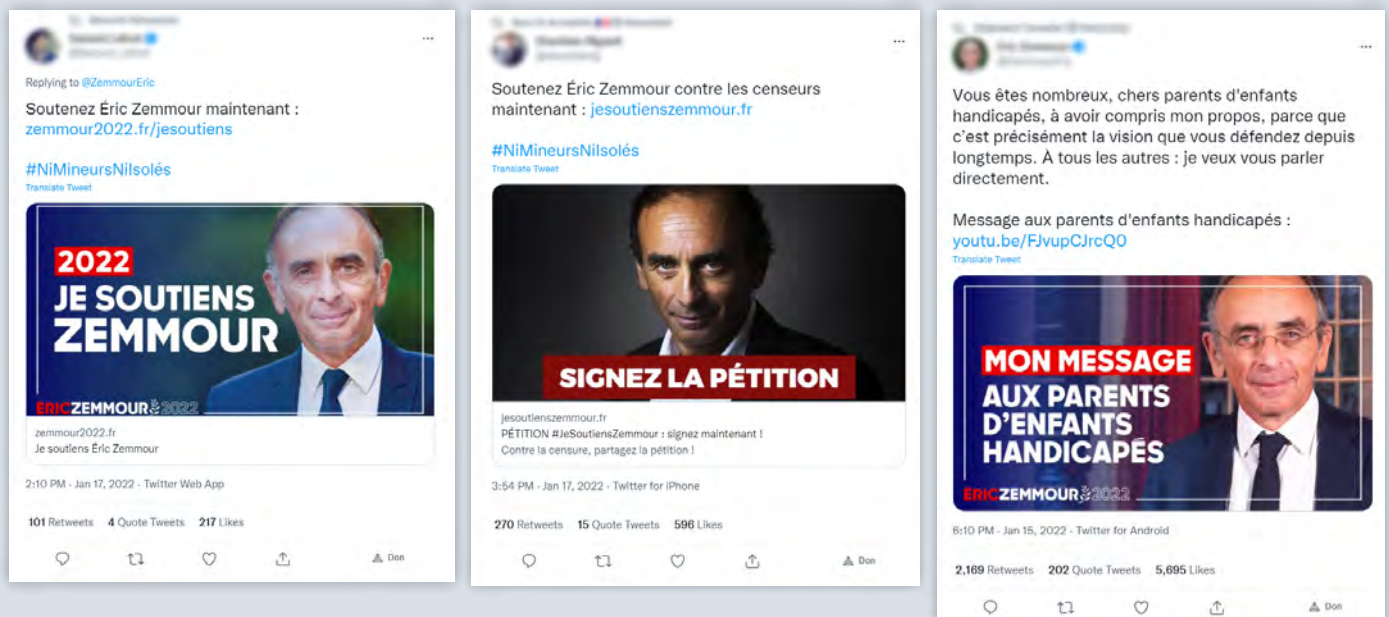 Replying to @ZemmourEric
Soutenez Éric Zemmour maintenant :
zemmour2022.fr/jesoutiens
#NiMineursNiIsolés
Translate Tweet
2022
JE SOUTIENS
ZEMMOUR
ERICZEMMOUR 2022
zemmour2022.fr
Je soutiens Éric Zemmour
2:10 PM · Jan 17, 2022 · Twitter Web App
101 Retweets 4 Quote Tweets 217 Likes
Don
Soutenez Éric Zemmour contre les censeurs
maintenant : jesoutienszemmour.fr
#NiMineursNiIsolés
Translate Tweet
SIGNEZ LA PÉTITION
jesoutienszemmour.fr
PÉTITION #JeSoutiensZemmour : signez maintenant !
Contre la censure, partagez la pétition !
3:54 PM · Jan 17, 2022 · Twitter for iPhone
270 Retweets 15 Quote Tweets 596 Likes
Don
Vous êtes nombreux, chers parents d'enfants
handicapés, à avoir compris mon propos, parce que
c'est précisément la vision que vous défendez depuis
longtemps. À tous les autres : je veux vous parler
directement.
Message aux parents d'enfants handicapés :
youtu.be/FJvupCJrcQ0
Translate Tweet
MON MESSAGE
AUX PARENTS
D'ENFANTS
HANDICAPÉS
ÉRICZEMMOUR 2022
6:10 PM · Jan 15, 2022 · Twitter for Android
2,169 Retweets 202 Quote Tweets 5,695 Likes
Don